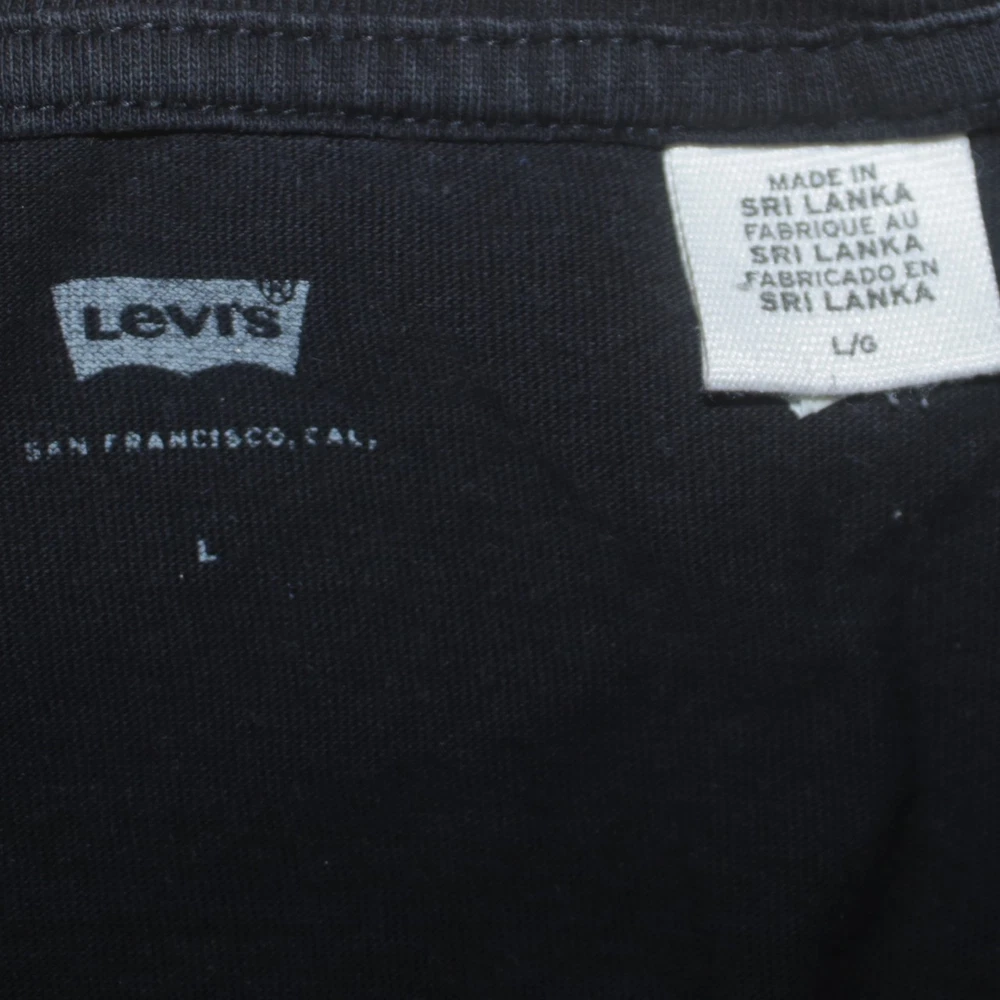 Levi's®
SAN FRANCISCO, CAL,
L
MADE IN
SRI LANKA
FABRIQUE AU
SRI LANKA
FABRICADO EN
SRI LANKA
L/G